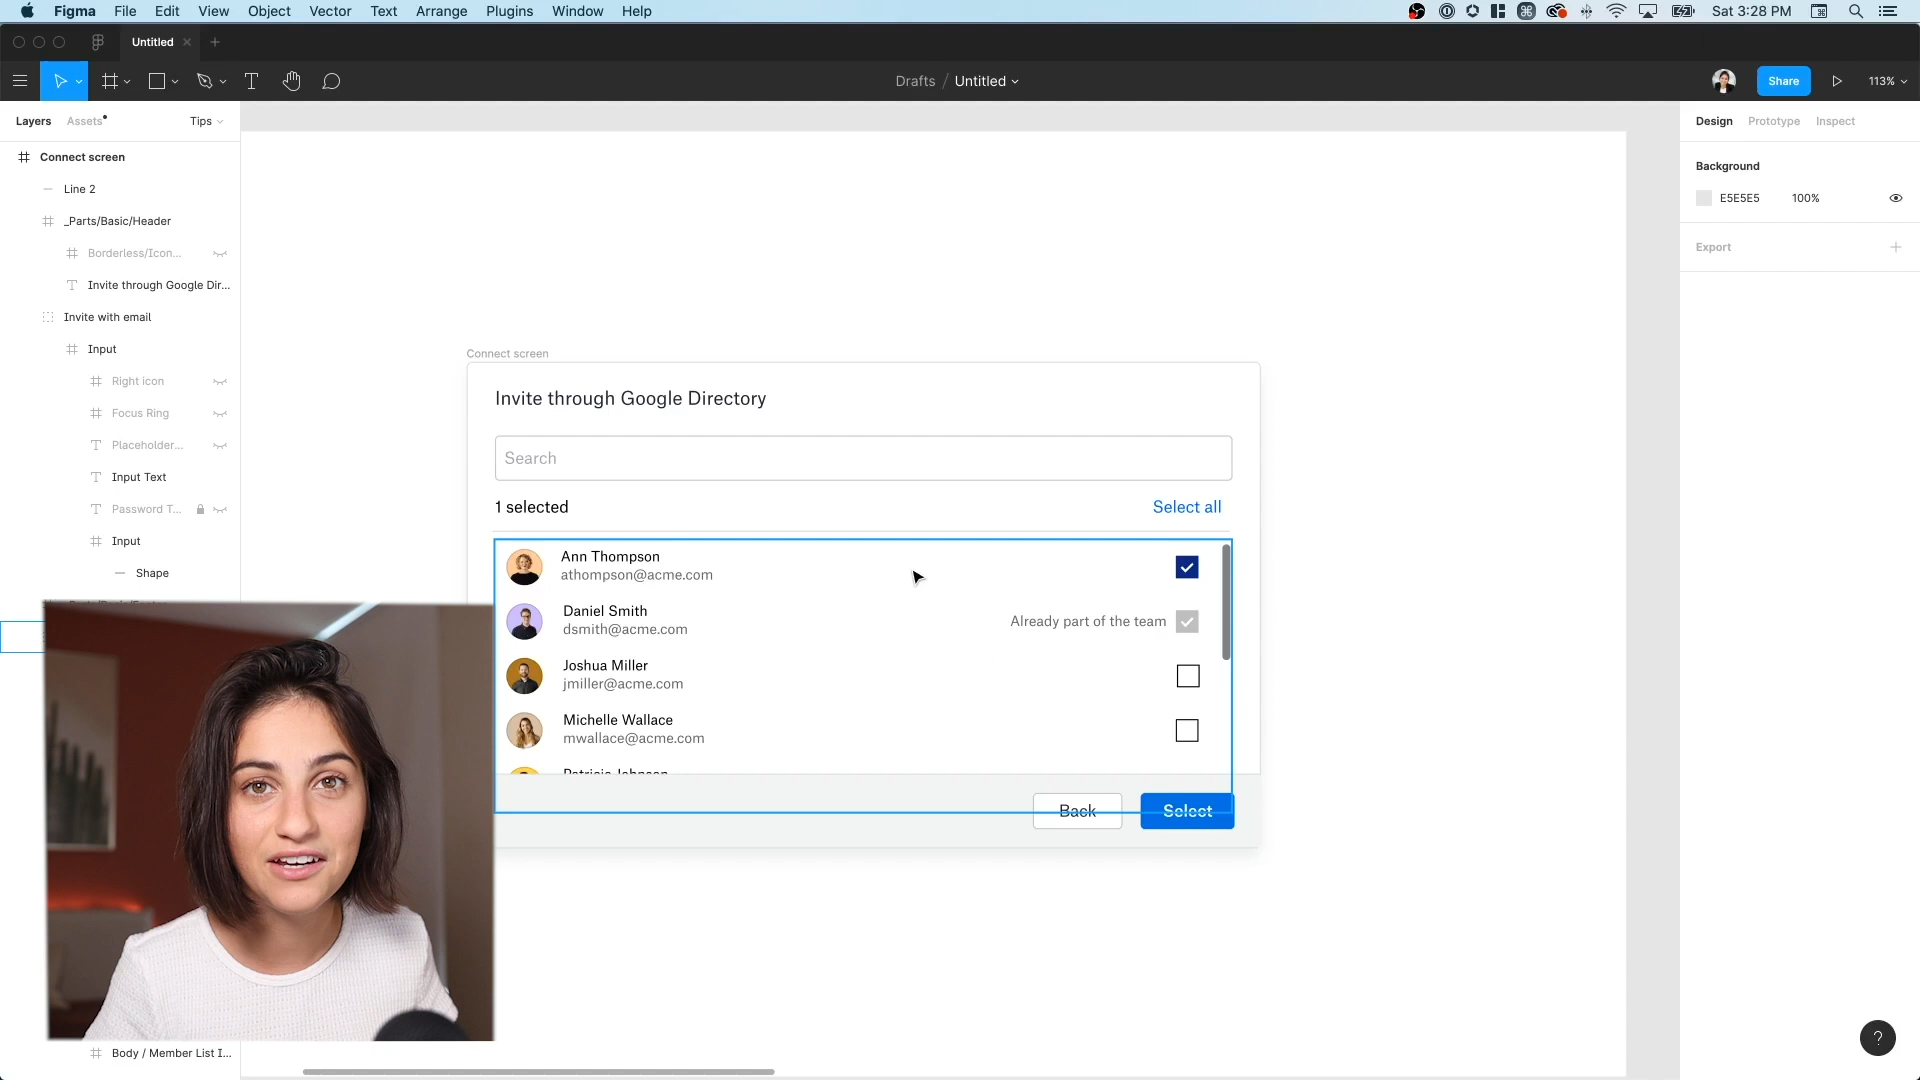 Figma File Edit View Object Vector Text Arrange Plugins Window Help Sat 3:28 PM
Untitled
Drafts / Untitled Share 113%
Layers Assets Tips
Design Prototype Inspect
Connect screen
Line 2
_Parts/Basic/Header
Borderless/Icon...
Invite through Google Dir...
Invite with email
Input
Right icon
Focus Ring
Placeholder...
Input Text
Password T...
Input
Shape
Body / Member List I...
Connect screen
Invite through Google Directory
Search
1 selected Select all
Ann Thompson
athompson@acme.com
Daniel Smith
dsmith@acme.com
Already part of the team
Joshua Miller
jmiller@acme.com
Michelle Wallace
mwallace@acme.com
Patricia Johnson
Back Select
Background
E5E5E5 100%
Export
?